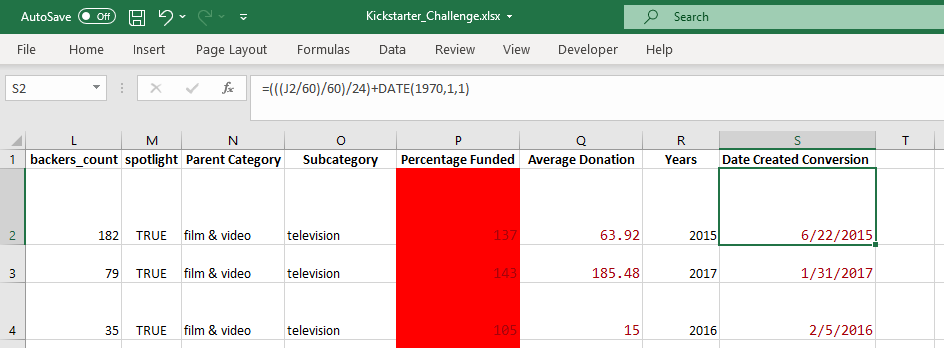 AutoSave Off Kickstarter_Challenge.xlsx Search
File Home Insert Page Layout Formulas Data Review View Developer Help
S2 fx =(((J2/60)/60)/24)+DATE(1970,1,1)
L M N O P Q R S T
1 backers_count spotlight Parent Category Subcategory Percentage Funded Average Donation Years Date Created Conversion
2 182 TRUE film & video television 137 63.92 2015 6/22/2015
3 79 TRUE film & video television 143 185.48 2017 1/31/2017
4 35 TRUE film & video television 105 15 2016 2/5/2016